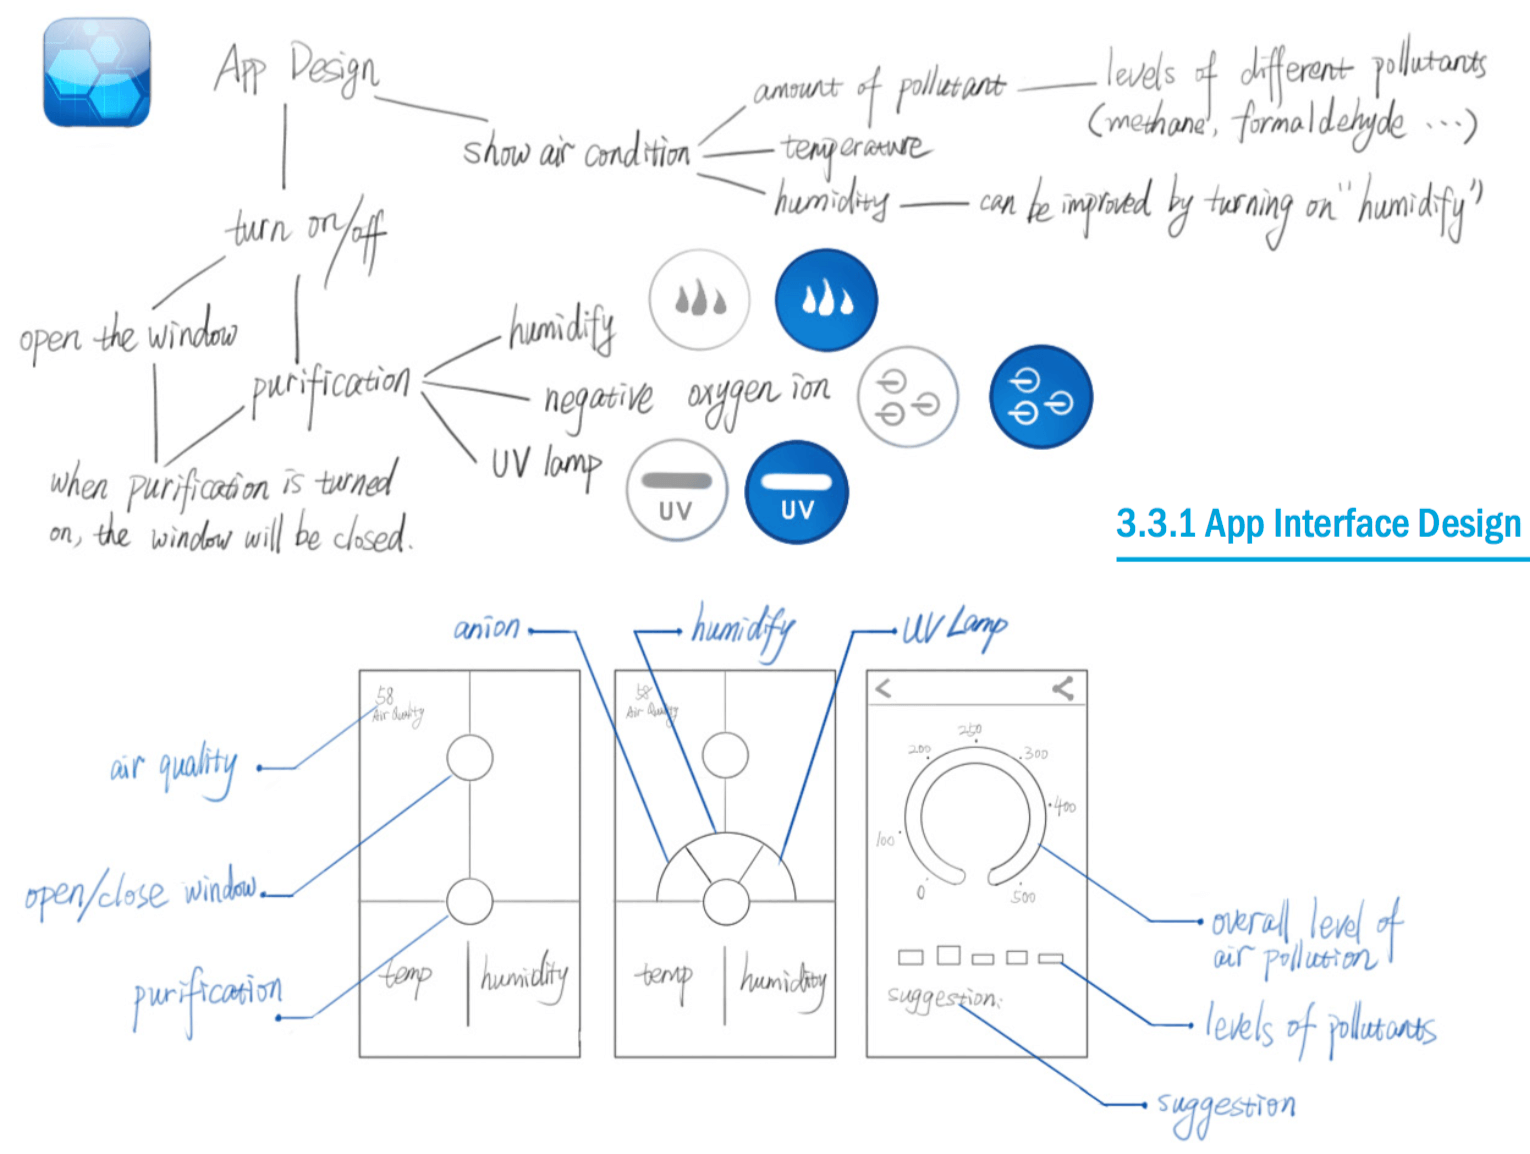 App Design
show air condition
amount of pollutant
levels of different pollutants
(methane, formaldehyde ...)
temperature
humidity
can be improved by turning on "humidify")
turn on/off
open the window
purification
when purification is turned
on, the window will be closed.
humidify
negative oxygen ion
UV lamp
UV
UV
3.3.1 App Interface Design
anion
humidify
UV Lamp
58
Air Quality
air quality
open/close window
purification
temp
humidity
58
Air Quality
temp
humidity
0
100
200
250
300
400
500
suggestion:
overall level of
air pollution
levels of pollutants
suggestion